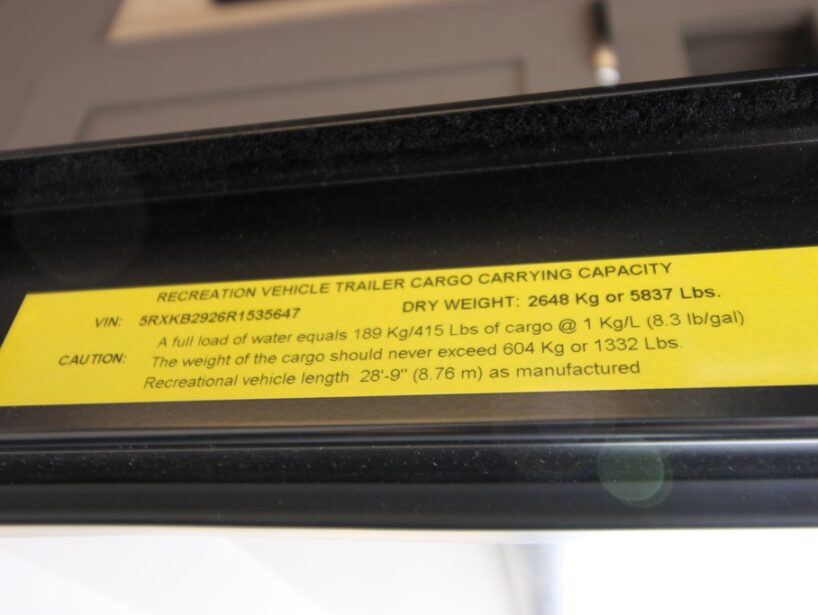 RECREATION VEHICLE TRAILER CARGO CARRYING CAPACITY
VIN: 5RXKB2926R1535647 DRY WEIGHT: 2648 Kg or 5837 Lbs.
A full load of water equals 189 Kg/415 Lbs of cargo @ 1 Kg/L (8.3 lb/gal)
CAUTION: The weight of the cargo should never exceed 604 Kg or 1332 Lbs.
Recreational vehicle length 28'-9" (8.76 m) as manufactured